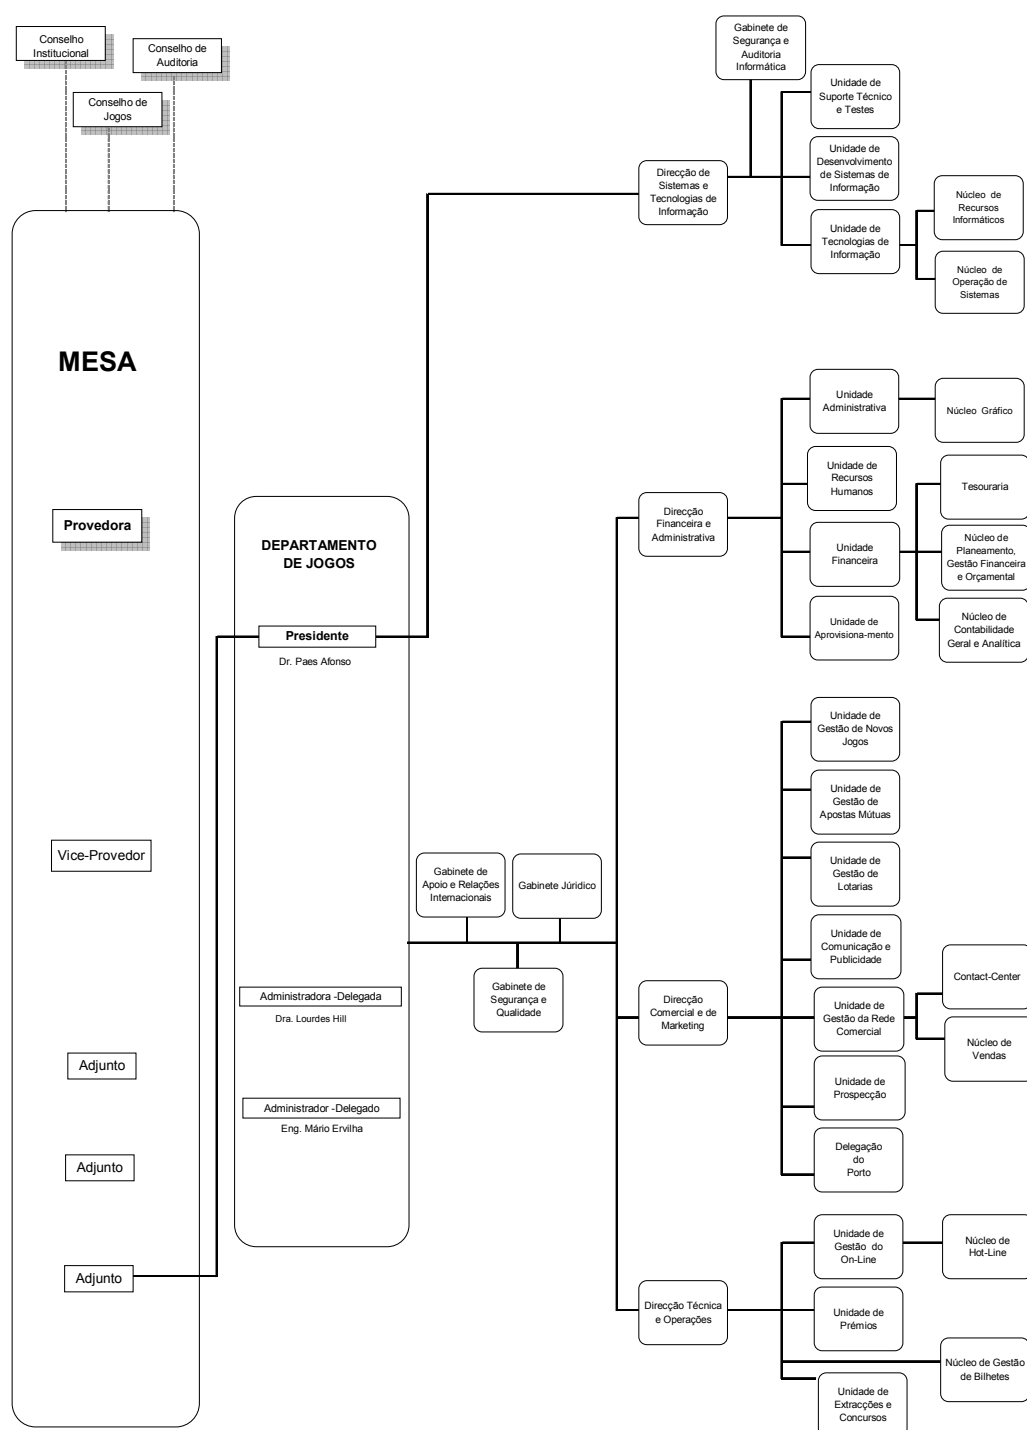 Conselho
Institucional
Conselho de
Auditoria
Conselho de
Jogos
MESA
Provedora
Vice-Provedor
Adjunto
Adjunto
Adjunto
DEPARTAMENTO
DE JOGOS
Presidente
Dr. Paes Afonso
Administradora -Delegada
Dra. Lourdes Hill
Administrador -Delegado
Eng. Mário Ervilha
Gabinete de
Apoio e Relações
Internacionais
Gabinete Júridico
Gabinete de
Segurança e
Qualidade
Gabinete de
Segurança e
Auditoria
Informática
Direcção de
Sistemas e
Tecnologias de
Informação
Unidade de
Suporte Técnico
e Testes
Unidade de
Desenvolvimento
de Sistemas de
Informação
Unidade de
Tecnologias de
Informação
Núcleo de
Recursos
Informáticos
Núcleo de
Operação de
Sistemas
Direcção
Financeira e
Administrativa
Unidade
Administrativa
Núcleo Gráfico
Unidade de
Recursos
Humanos
Unidade
Financeira
Tesouraria
Núcleo de
Planeamento,
Gestão Financeira
e Orçamental
Núcleo de
Contabilidade
Geral e Analítica
Unidade de
Aprovisiona-mento
Direcção
Comercial e de
Marketing
Unidade de
Gestão de Novos
Jogos
Unidade de
Gestão de
Apostas Mútuas
Unidade de
Gestão de
Lotarias
Unidade de
Comunicação e
Publicidade
Unidade de
Gestão da Rede
Comercial
Contact-Center
Núcleo de
Vendas
Unidade de
Prospecção
Delegação
do
Porto
Direcção Técnica
e Operações
Unidade de
Gestão do
On-Line
Núcleo de
Hot-Line
Unidade de
Prémios
Núcleo de Gestão
de Bilhetes
Unidade de
Extracções e
Concursos